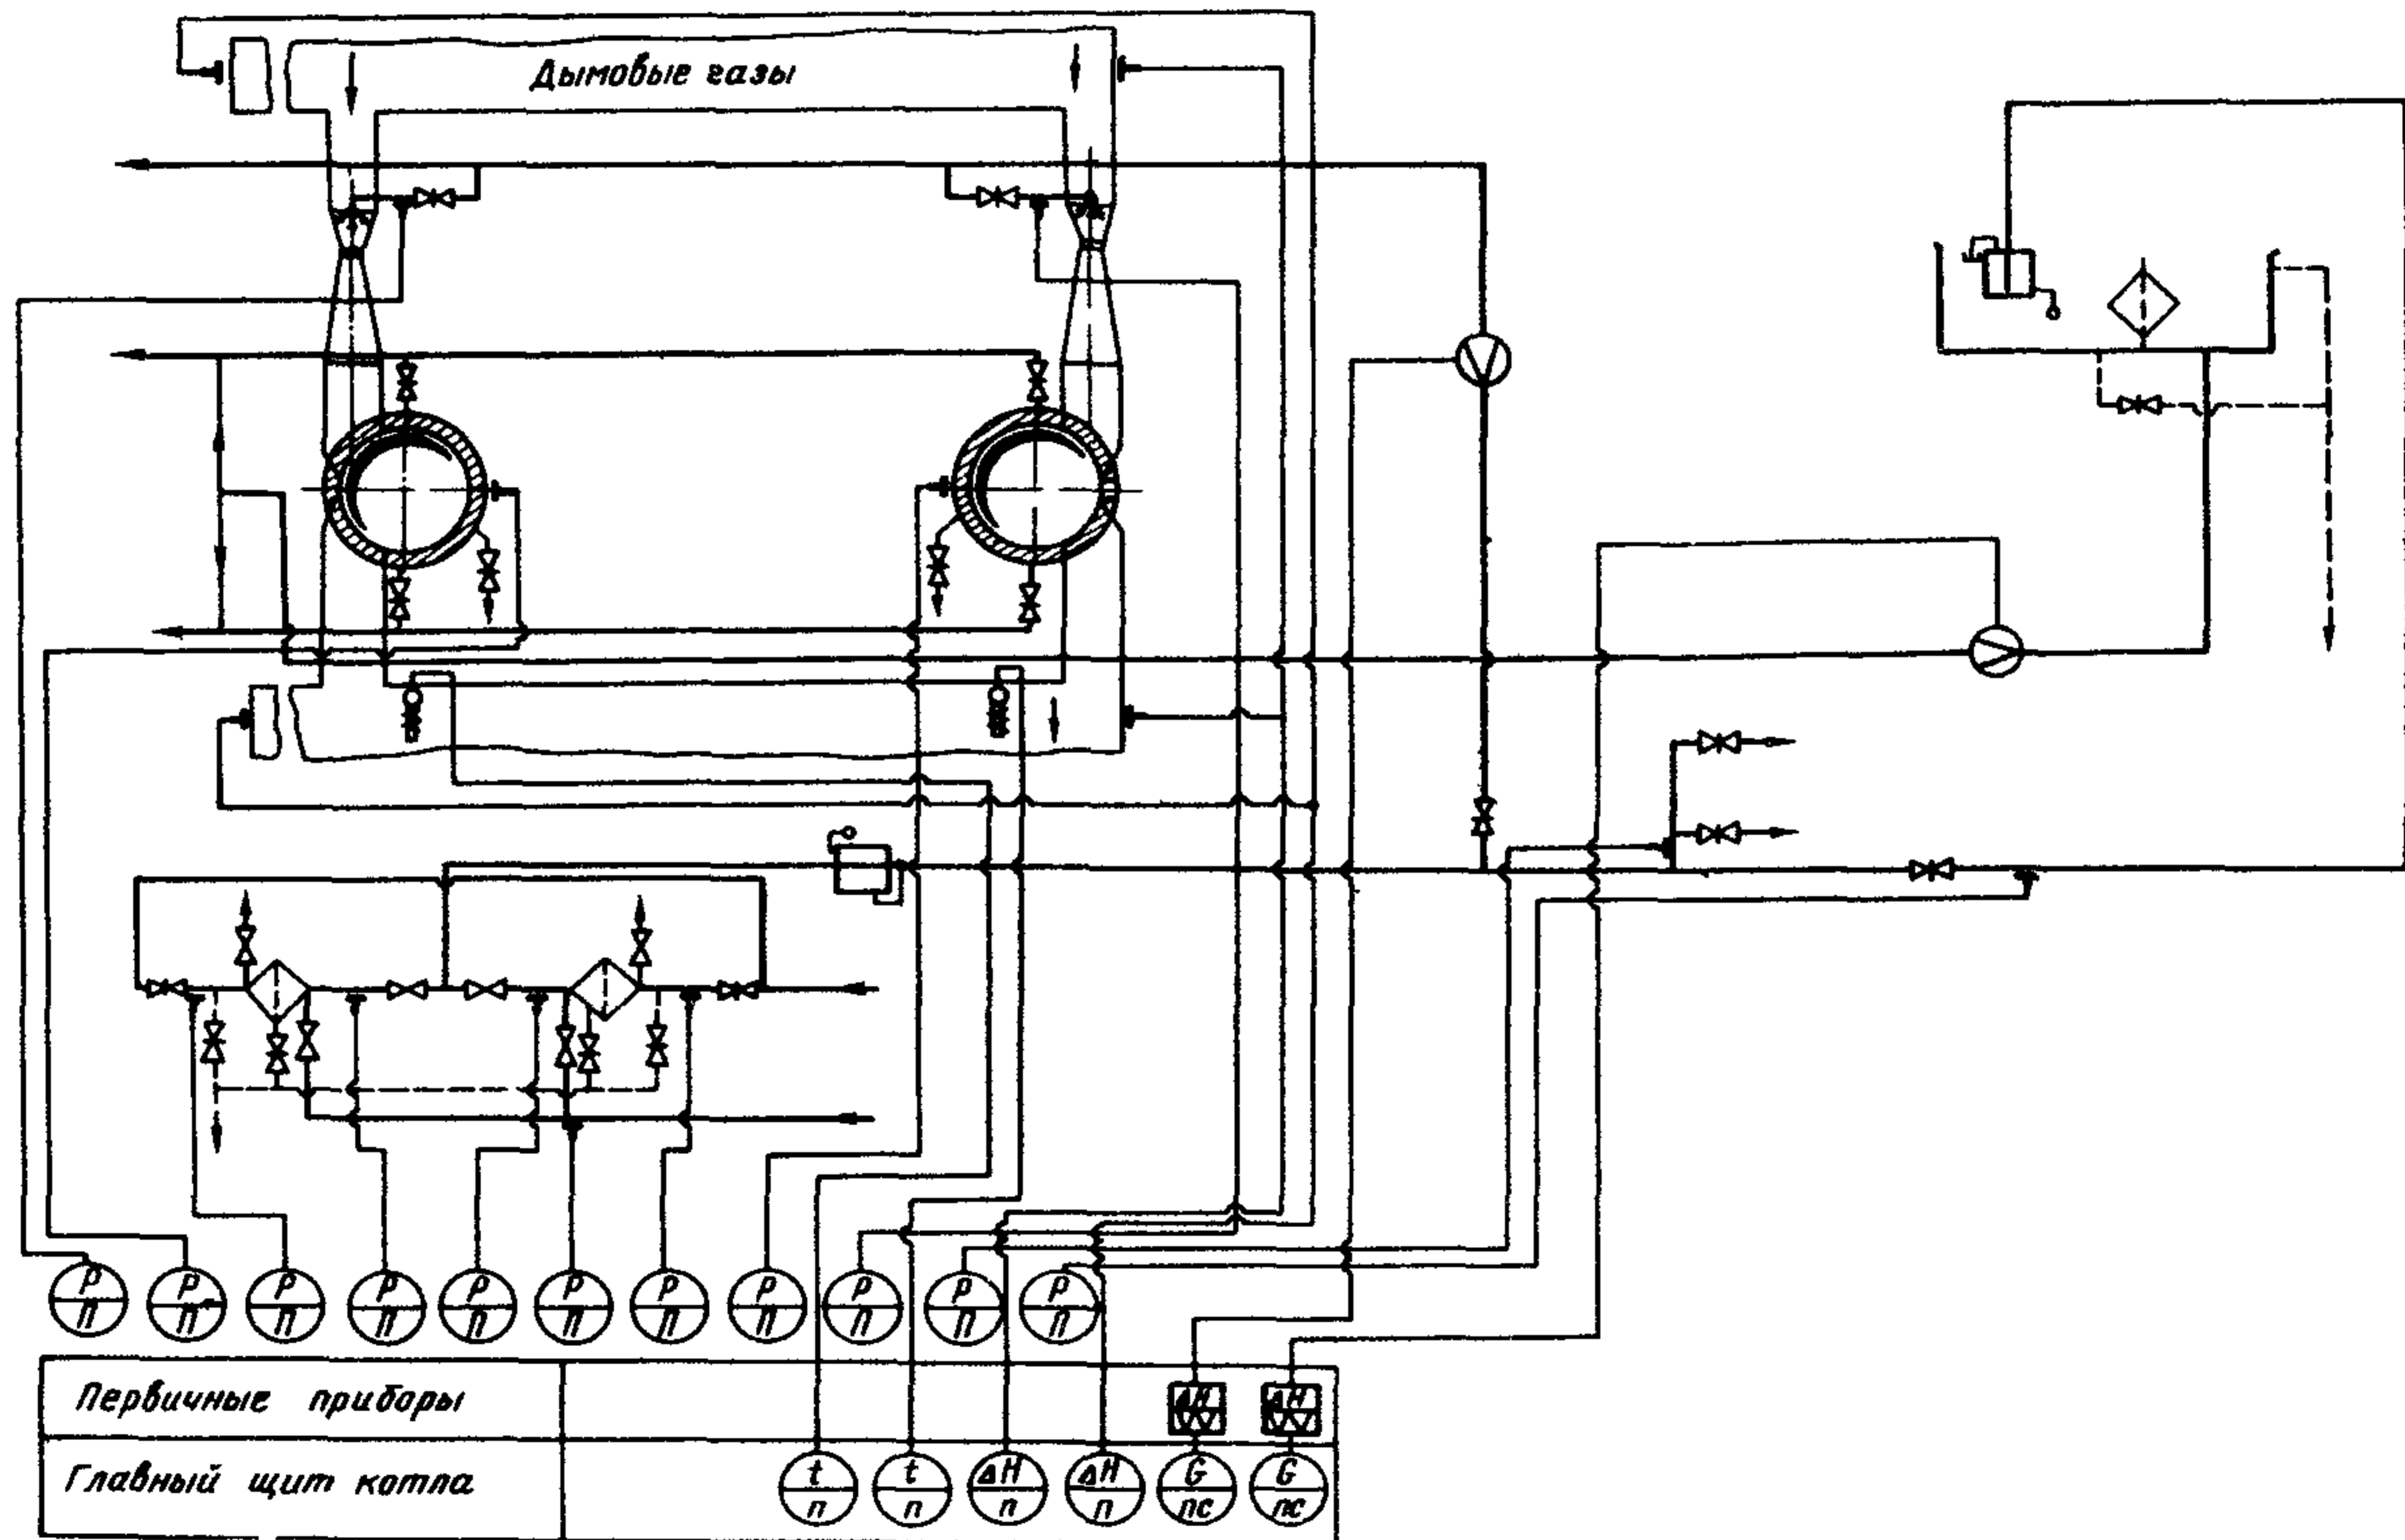 Дымовые газы
P P P P P P P P P P P
П П П П П П П П П П П
Первичные приборы
ΔH ΔH
Главный щит котла
t t ΔH ΔH G G
п п п п пс пс